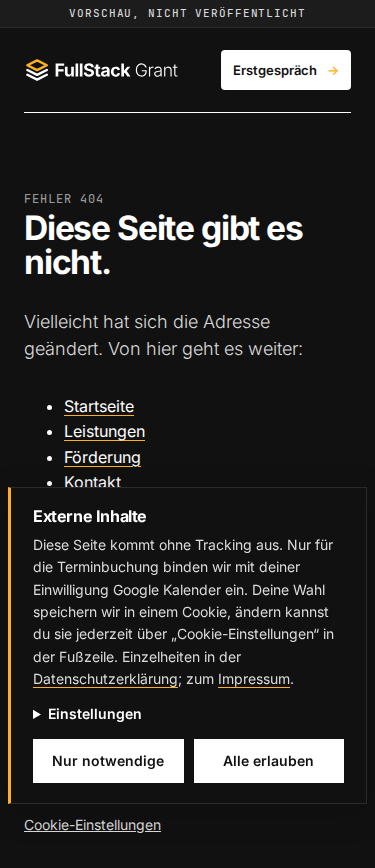 VORSCHAU, NICHT VERÖFFENTLICHT
FullStack Grant
Erstgespräch →
FEHLER 404
Diese Seite gibt es
nicht.
Vielleicht hat sich die Adresse
geändert. Von hier geht es weiter:
Startseite
Leistungen
Förderung
Kontakt
Externe Inhalte
Diese Seite kommt ohne Tracking aus. Nur für
die Terminbuchung binden wir mit deiner
Einwilligung Google Kalender ein. Deine Wahl
speichern wir in einem Cookie, ändern kannst
du sie jederzeit über „Cookie-Einstellungen“ in
der Fußzeile. Einzelheiten in der
Datenschutzerklärung; zum Impressum.
Einstellungen
Nur notwendige
Alle erlauben
Cookie-Einstellungen